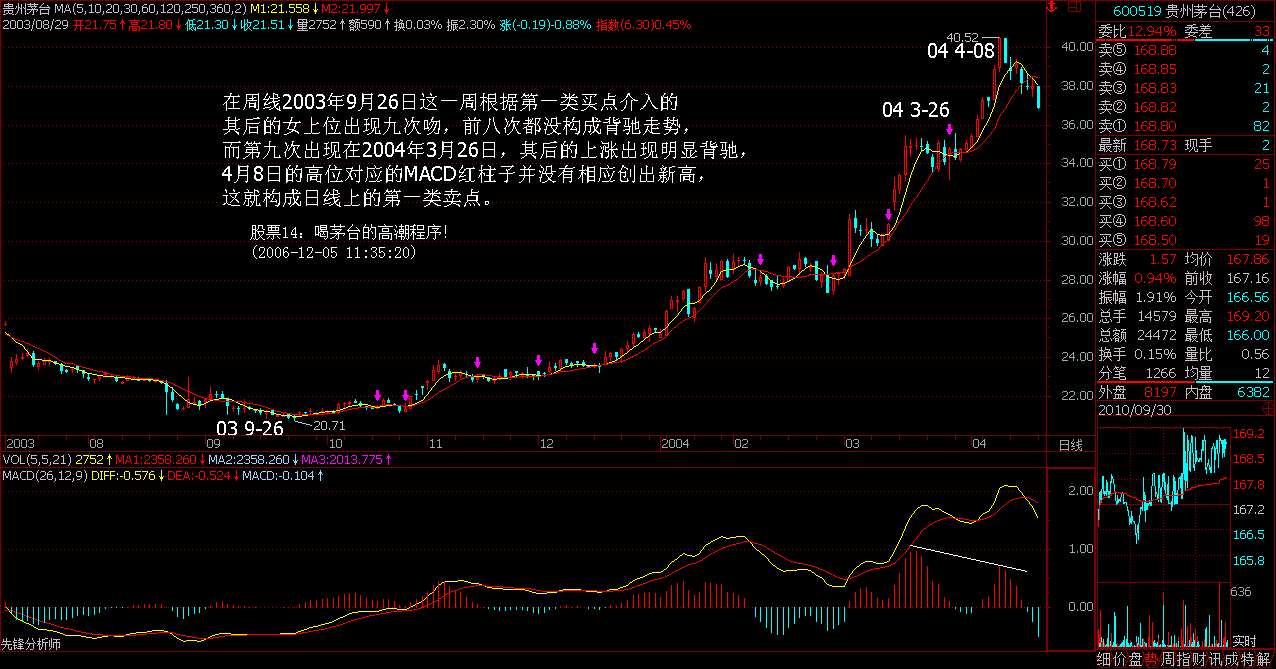 贵州茅台 MA(5,10,20,30,60,120,250,360,2) M1:21.558↓M2:21.997↓
2003/08/29 开21.75↑高21.80↓低21.30↓收21.51↓量2752↑额590↑换0.03% 振2.30% 涨(-0.19)-0.88% 指数(6.30)0.45%
40.52
04 4-08
04 3-26
在周线2003年9月26日这一周根据第一类买点介入的
其后的女上位出现九次吻，前八次都没构成背驰走势，
而第九次出现在2004年3月26日，其后的上涨出现明显背驰，
4月8日的高位对应的MACD红柱子并没有相应创出新高，
这就构成日线上的第一类卖点。
股票14：喝茅台的高潮程序！
(2006-12-05 11:35:20)
03 9-26
20.71
40.00
38.00
36.00
34.00
32.00
30.00
28.00
26.00
24.00
22.00
2003 08 09 10 11 12 2004 02 03 04 日线
VOL(5,5,21) 2752↑MA1:2358.260↓MA2:2358.260↓MA3:2013.775↑
MACD(26,12,9) DIFF:-0.576↓DEA:-0.524↓MACD:-0.104↑
2.00
1.00
0.00
先锋分析师
600519 贵州茅台(426)
委比 12.94% 委差 33
卖⑤ 168.88 4
卖④ 168.85 2
卖③ 168.83 21
卖② 168.82 2
卖① 168.80 82
最新 168.73 现手 2
买① 168.79 25
买② 168.70 1
买③ 168.62 1
买④ 168.60 98
买⑤ 168.50 19
涨跌 1.57 均价 167.86
涨幅 0.94% 前收 167.16
振幅 1.91% 今开 166.56
总手 14579 最高 169.20
总额 24472 最低 166.00
换手 0.15% 量比 0.56
分笔 1266 均量 12
外盘 8197 内盘 6382
2010/09/30
169.2
168.5
167.8
167.2
166.5
165.8
636
实时
细价盘势周指财讯成特解